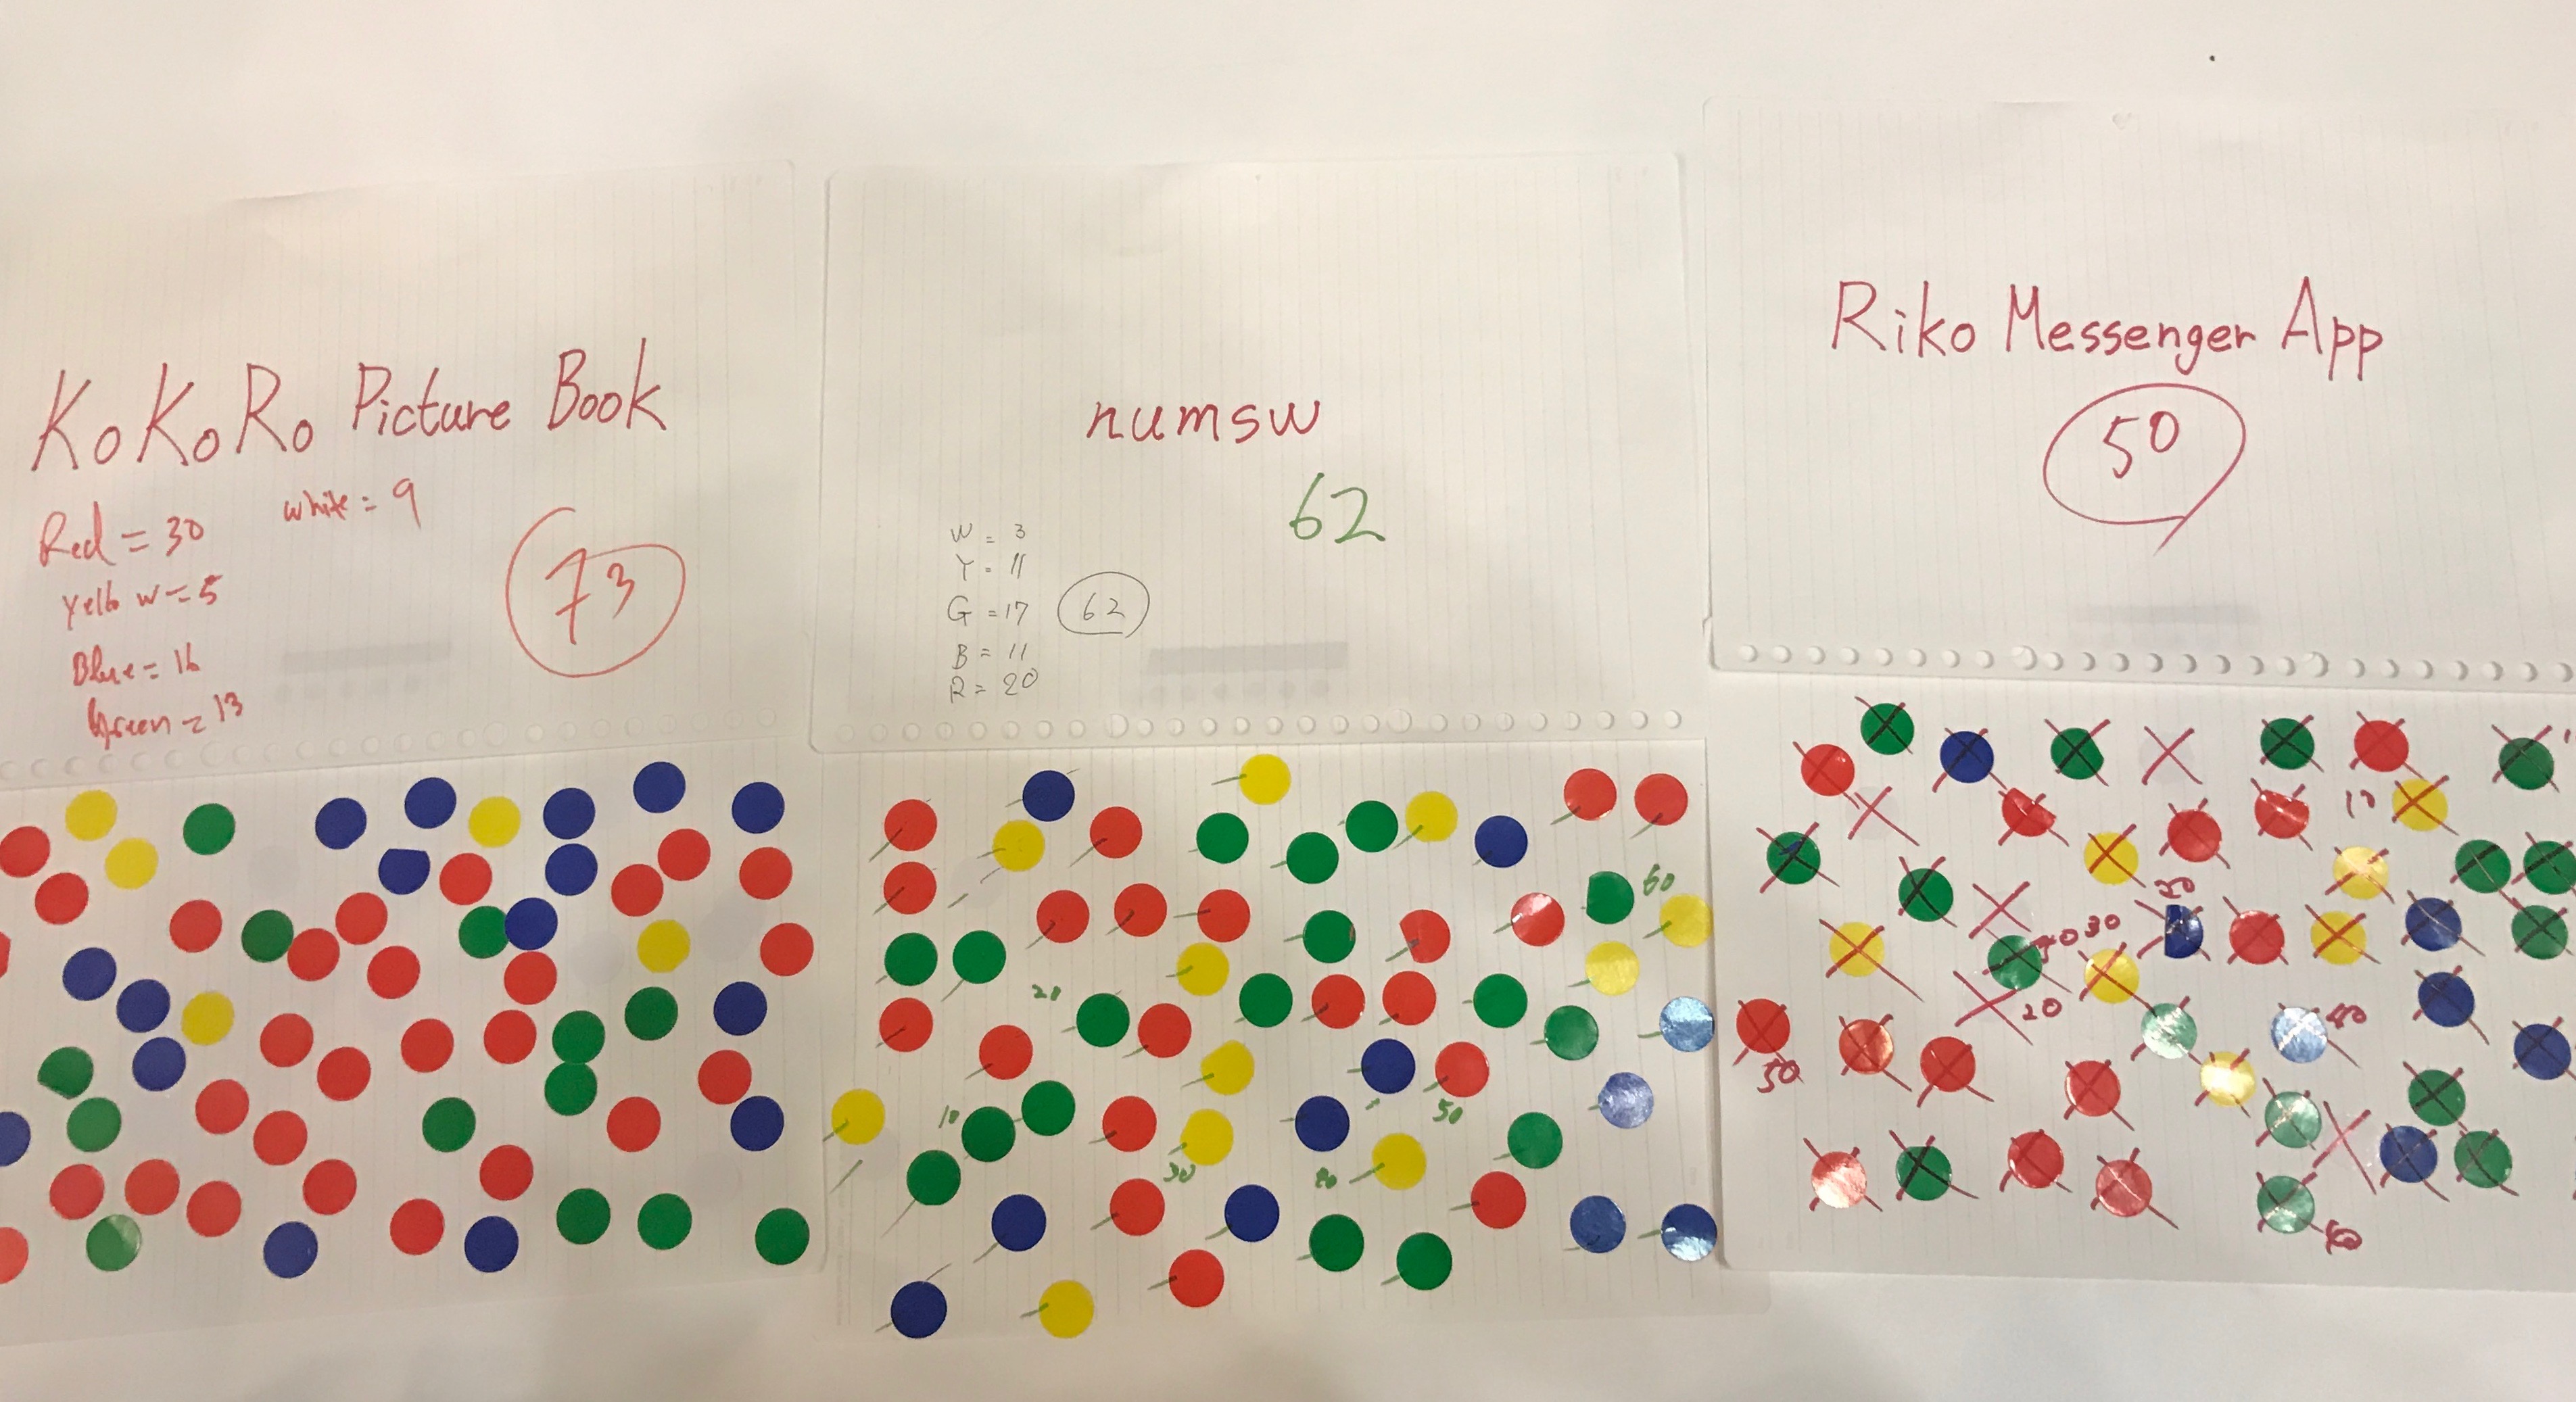 KoKoRo Picture Book
Red = 30
white = 9
Yellow = 5
Blue = 16
Green = 13
73
numsw
62
W = 3
Y = 11
G = 17
B = 11
R = 20
62
Riko Messenger App
50
10
20
30
40
50
60
10
20
30
20
40
50